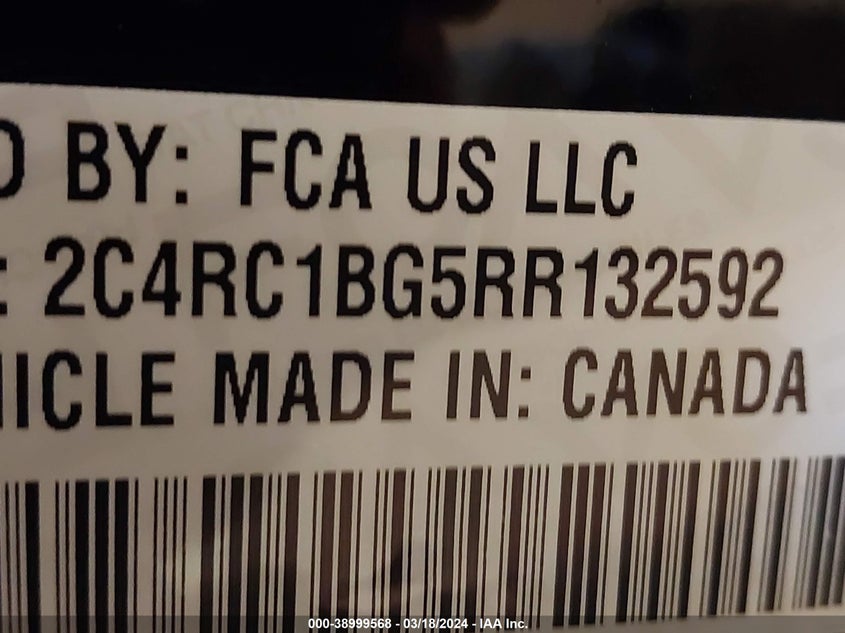 D BY: FCA US LLC
: 2C4RC1BG5RR132592
HICLE MADE IN: CANADA
000-38999568 - 03/18/2024 - IAA Inc.